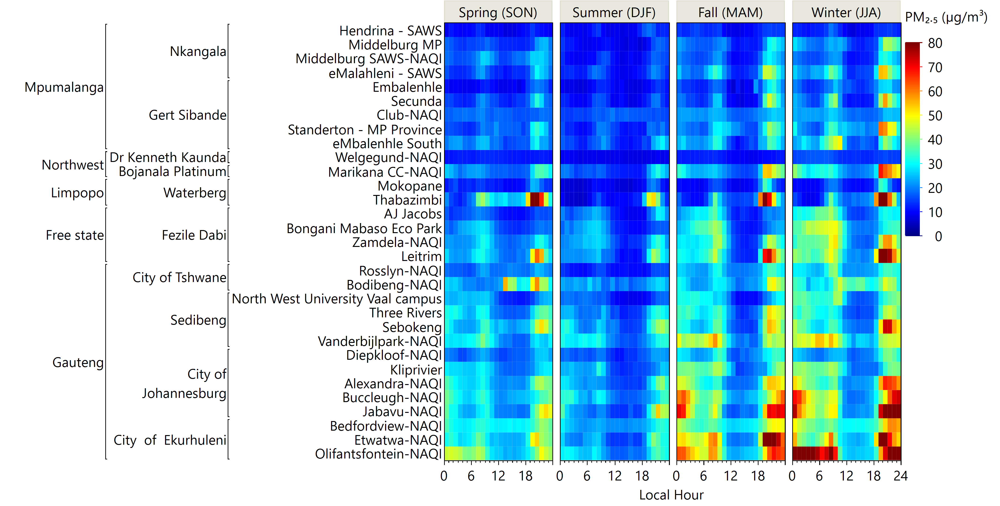 Spring (SON) Summer (DJF) Fall (MAM) Winter (JJA)
PM₂.₅ (µg/m³)
80
70
60
50
40
30
20
10
0
Mpumalanga
Northwest
Limpopo
Free state
Gauteng
Nkangala
Gert Sibande
Dr Kenneth Kaunda
Bojanala Platinum
Waterberg
Fezile Dabi
City of Tshwane
Sedibeng
City of
Johannesburg
City of Ekurhuleni
Hendrina - SAWS
Middelburg MP
Middelburg SAWS-NAQI
eMalahleni - SAWS
Embalenhle
Secunda
Club-NAQI
Standerton - MP Province
eMbalenhle South
Welgegund-NAQI
Marikana CC-NAQI
Mokopane
Thabazimbi
AJ Jacobs
Bongani Mabaso Eco Park
Zamdela-NAQI
Leitrim
Rosslyn-NAQI
Bodibeng-NAQI
North West University Vaal campus
Three Rivers
Sebokeng
Vanderbijlpark-NAQI
Diepkloof-NAQI
Kliprivier
Alexandra-NAQI
Buccleugh-NAQI
Jabavu-NAQI
Bedfordview-NAQI
Etwatwa-NAQI
Olifantsfontein-NAQI
0 6 12 18 0 6 12 18 0 6 12 18 0 6 12 18 24
Local Hour